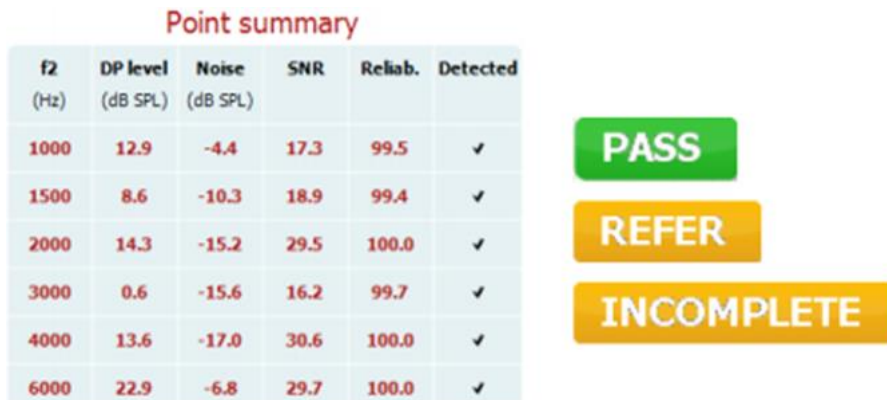 Point summary
f2 DP level Noise SNR Reliab. Detected
(Hz) (dB SPL) (dB SPL)
1000 12.9 -4.4 17.3 99.5 ✔
1500 8.6 -10.3 18.9 99.4 ✔
2000 14.3 -15.2 29.5 100.0 ✔
3000 0.6 -15.6 16.2 99.7 ✔
4000 13.6 -17.0 30.6 100.0 ✔
6000 22.9 -6.8 29.7 100.0 ✔
PASS
REFER
INCOMPLETE